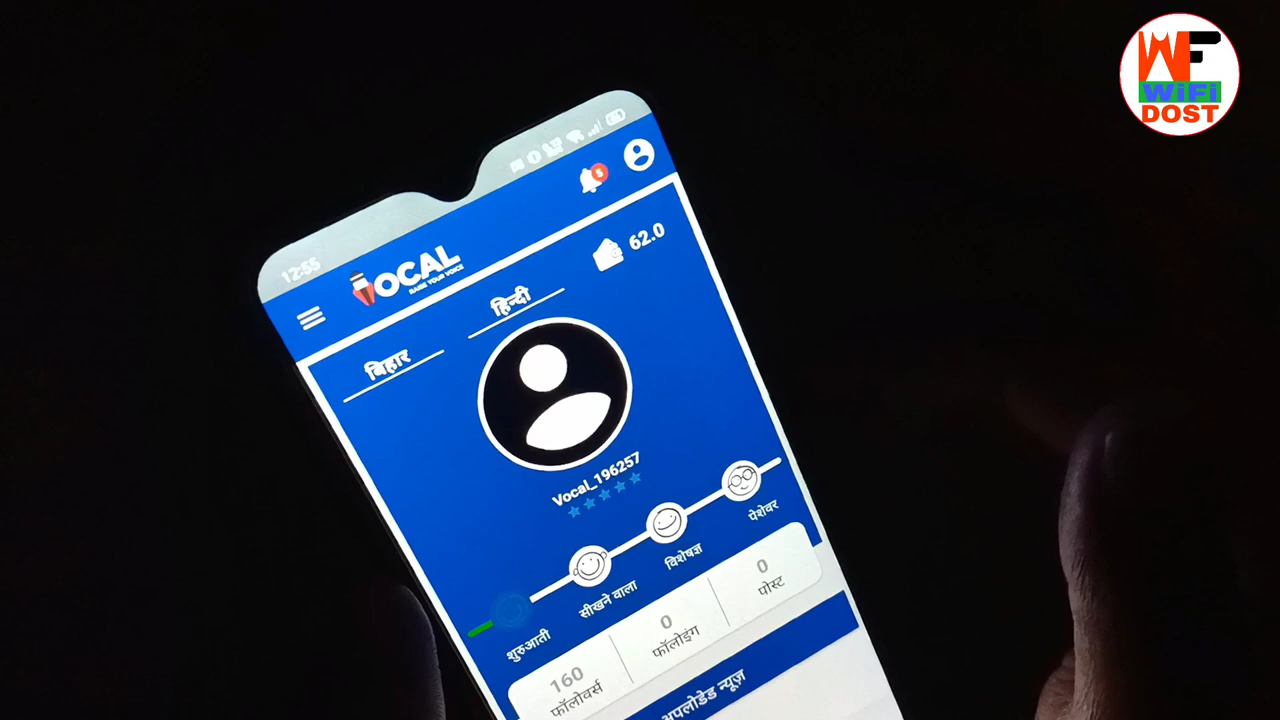 WF
WiFi
DOST
12:55
5
VOCAL
RAISE YOUR VOICE
62.0
हिन्दी
बिहार
Vocal_196257
शुरुआती
सीखने वाला
विशेषज्ञ
पेशेवर
160
फॉलोवर्स
0
फॉलोइंग
0
पोस्ट
अपलोडेड न्यूज़